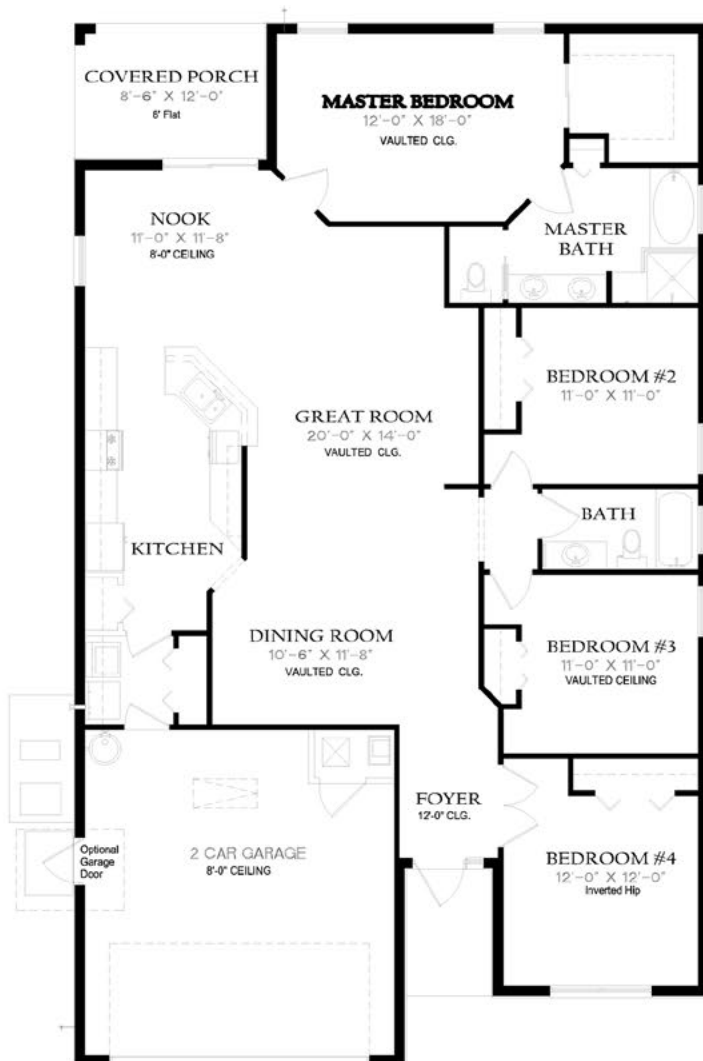 COVERED PORCH
8'-6" X 12'-0"
8' Flat
MASTER BEDROOM
12'-0" X 18'-0"
VAULTED CLG.
NOOK
11'-0" X 11'-8"
8'-0" CEILING
MASTER
BATH
BEDROOM #2
11'-0" X 11'-0"
GREAT ROOM
20'-0" X 14'-0"
VAULTED CLG.
BATH
KITCHEN
DINING ROOM
10'-6" X 11'-8"
VAULTED CLG.
BEDROOM #3
11'-0" X 11'-0"
VAULTED CEILING
FOYER
12'-0" CLG.
2 CAR GARAGE
8'-0" CEILING
Optional
Garage
Door
BEDROOM #4
12'-0" X 12'-0"
Inverted Hip